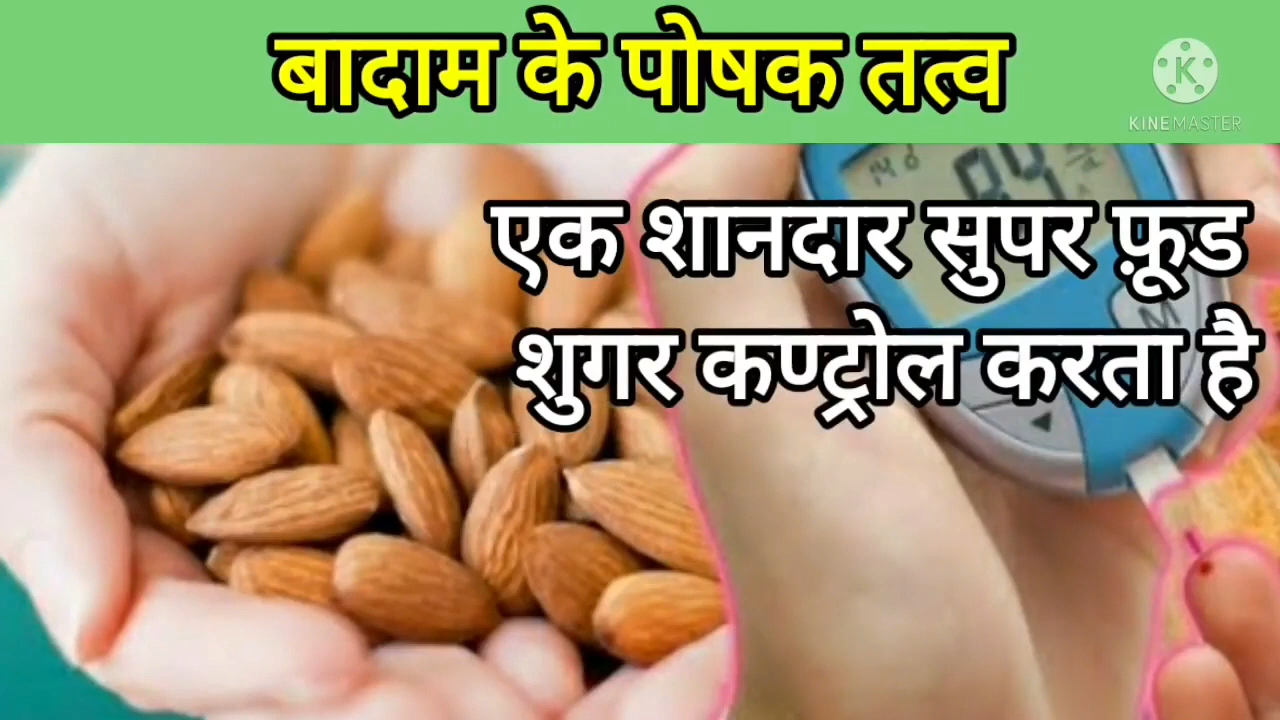 बादाम के पोषक तत्व
K
KINEMASTER
एक शानदार सुपर फ़ूड
शुगर कण्ट्रोल करता है
M